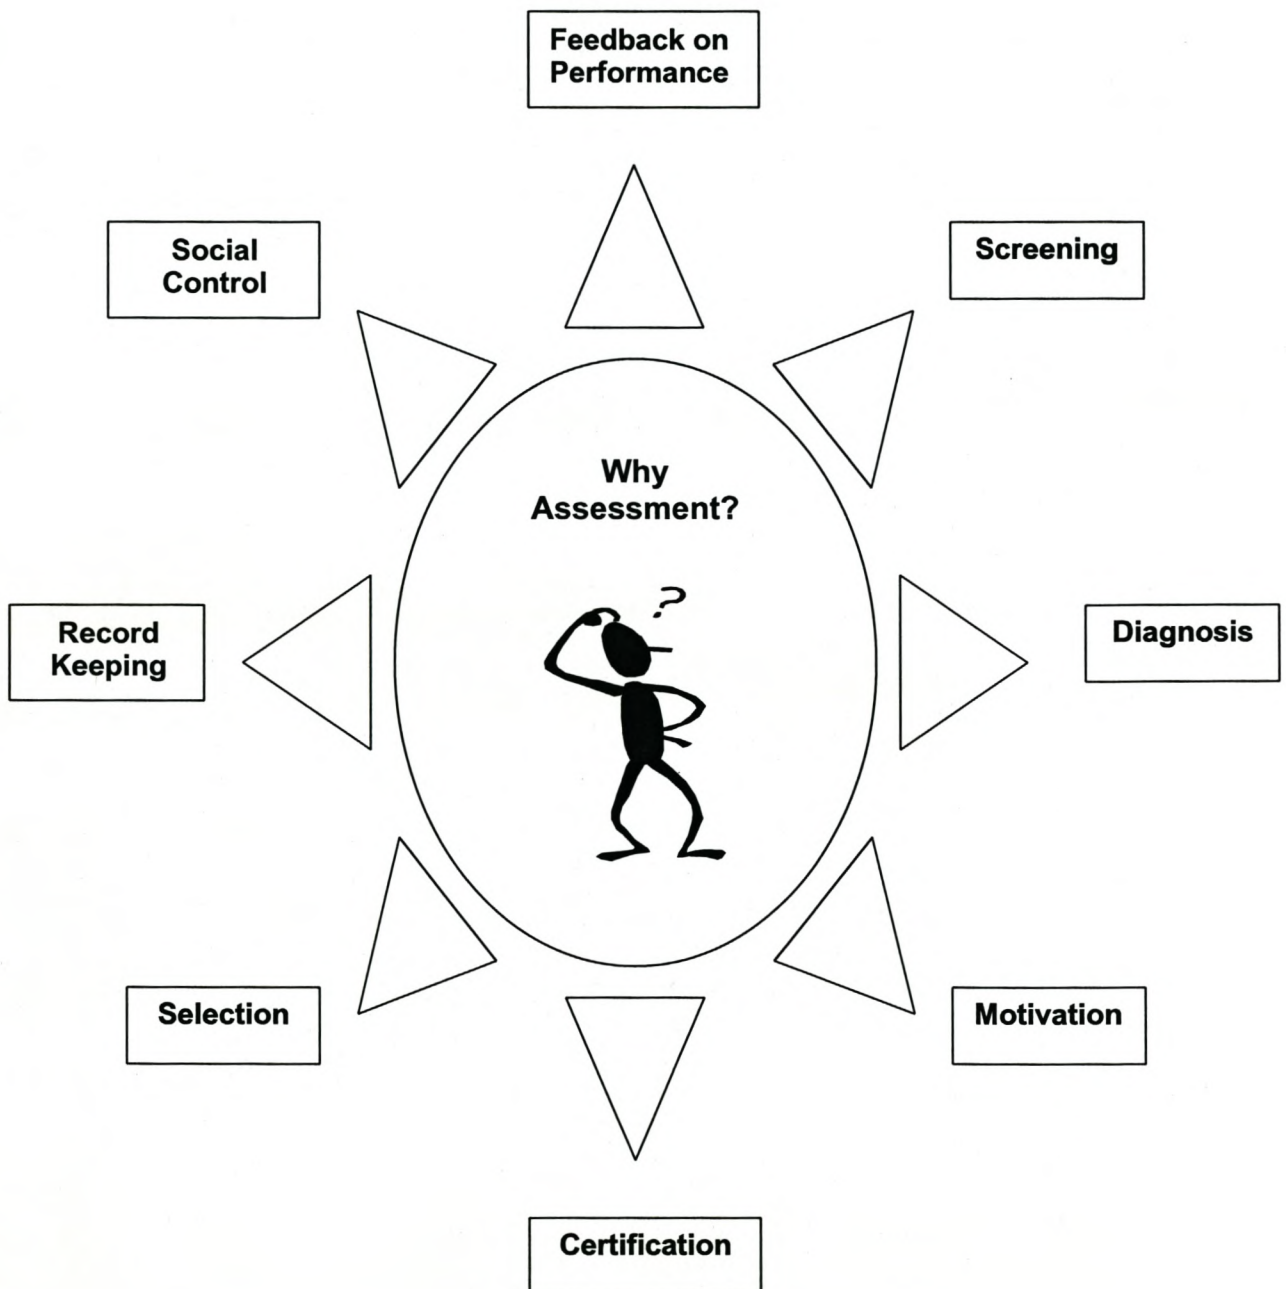 Feedback on
Performance
Social
Control
Screening
Why
Assessment?
?
Record
Keeping
Diagnosis
Selection
Motivation
Certification